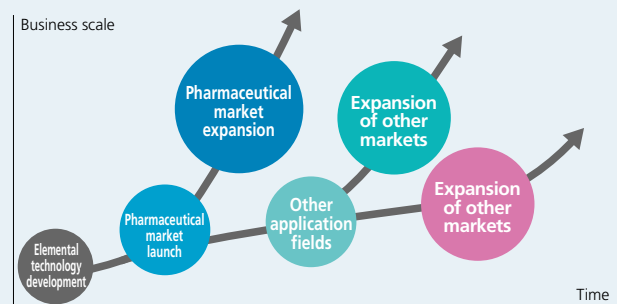 Business scale
Pharmaceutical
market
expansion
Expansion
of other
markets
Expansion
of other
markets
Other
application
fields
Pharmaceutical
market
launch
Elemental
technology
development
Time